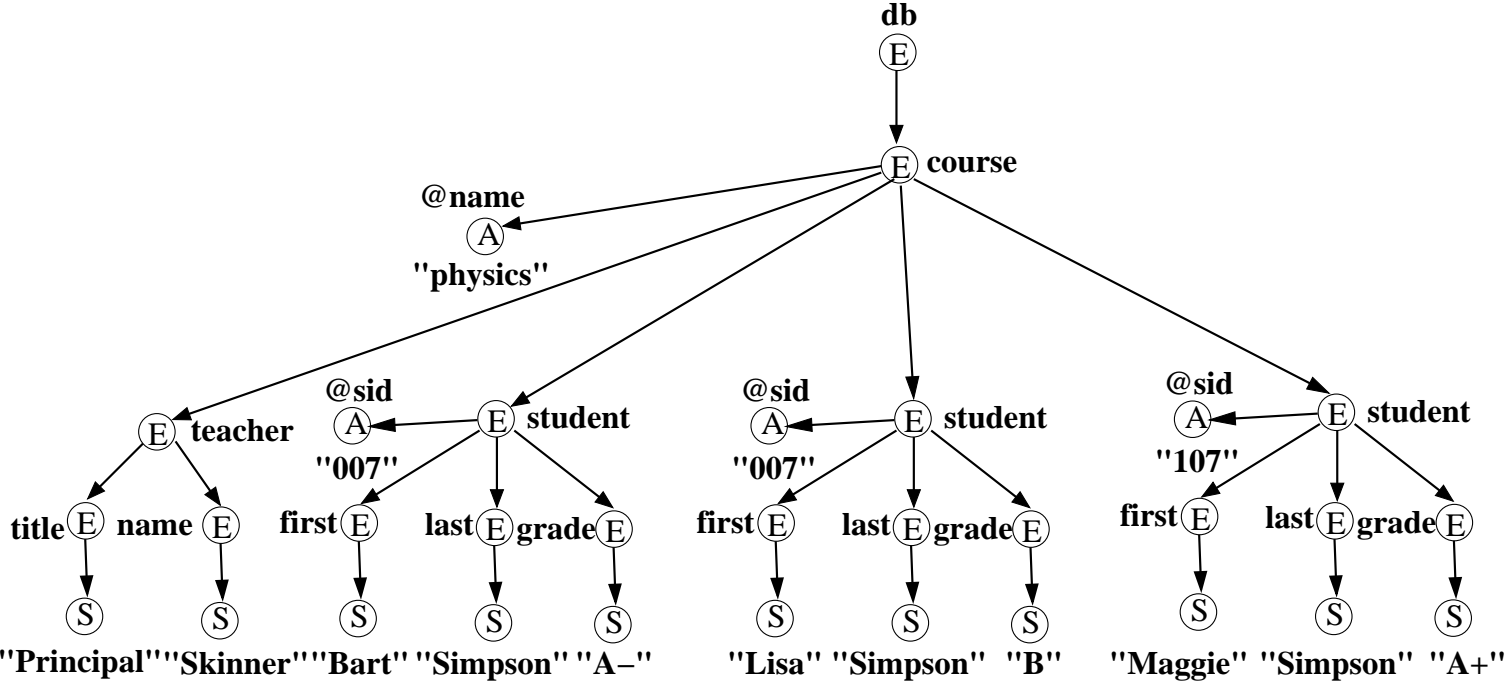 db
E
E course
@name
A
"physics"
@sid @sid @sid
E teacher A E student A E student A E student
"007" "007" "107"
title E name E first E last E grade E first E last E grade E first E last E grade E
S S S S S S S S S S S
"Principal" "Skinner" "Bart" "Simpson" "A−" "Lisa" "Simpson" "B" "Maggie" "Simpson" "A+"